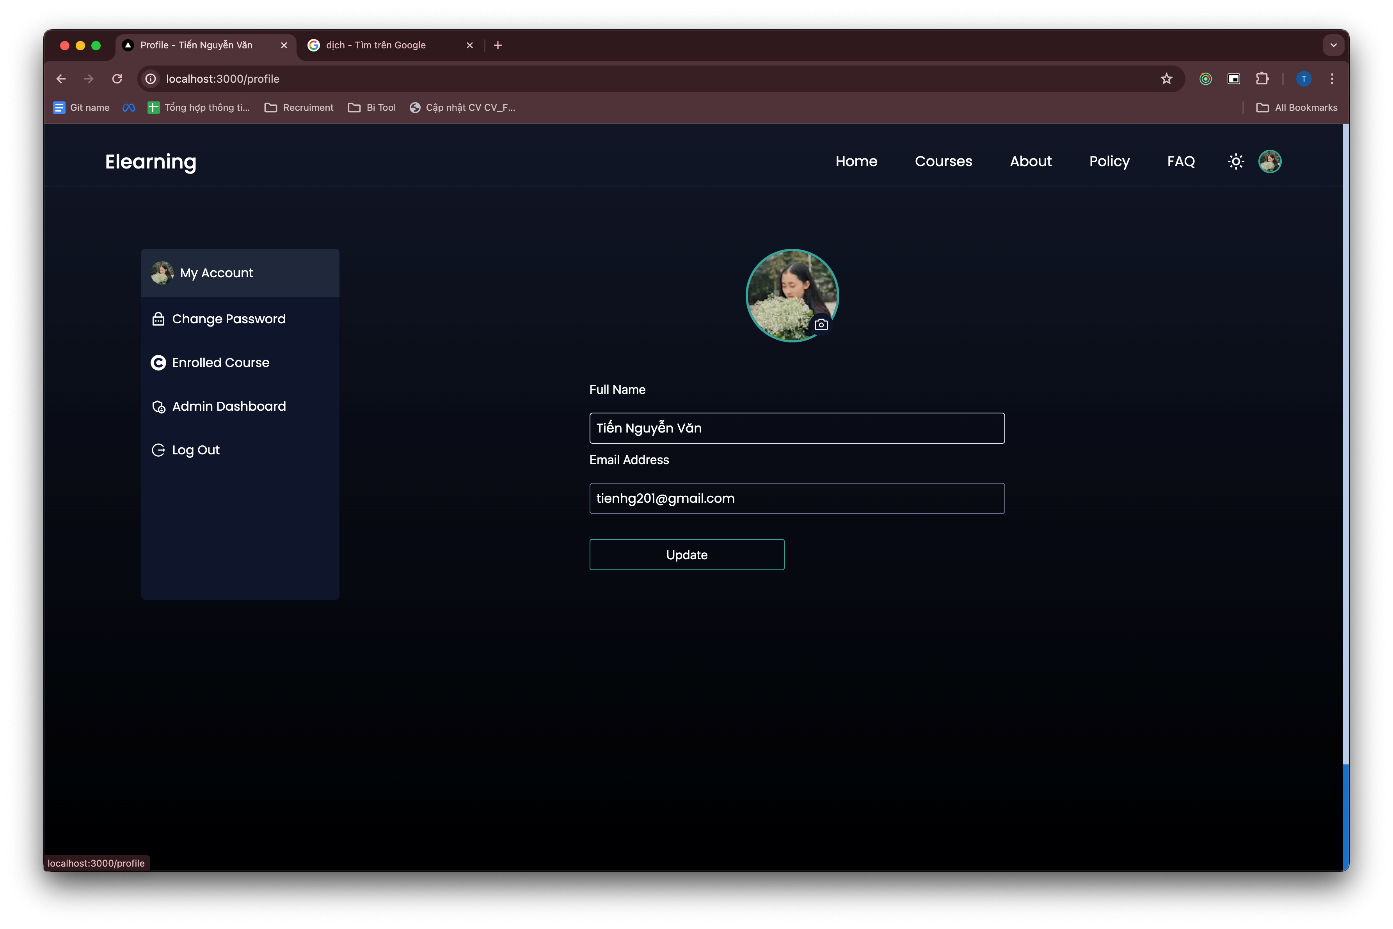 Profile - Tiến Nguyễn Văn
dịch - Tìm trên Google
localhost:3000/profile
T
Git name
Tổng hợp thông ti...
Recruiment
Bi Tool
Cập nhật CV CV_F...
All Bookmarks
Elearning
Home
Courses
About
Policy
FAQ
My Account
Change Password
Enrolled Course
Admin Dashboard
Log Out
Full Name
Tiến Nguyễn Văn
Email Address
tienhg201@gmail.com
Update
localhost:3000/profile